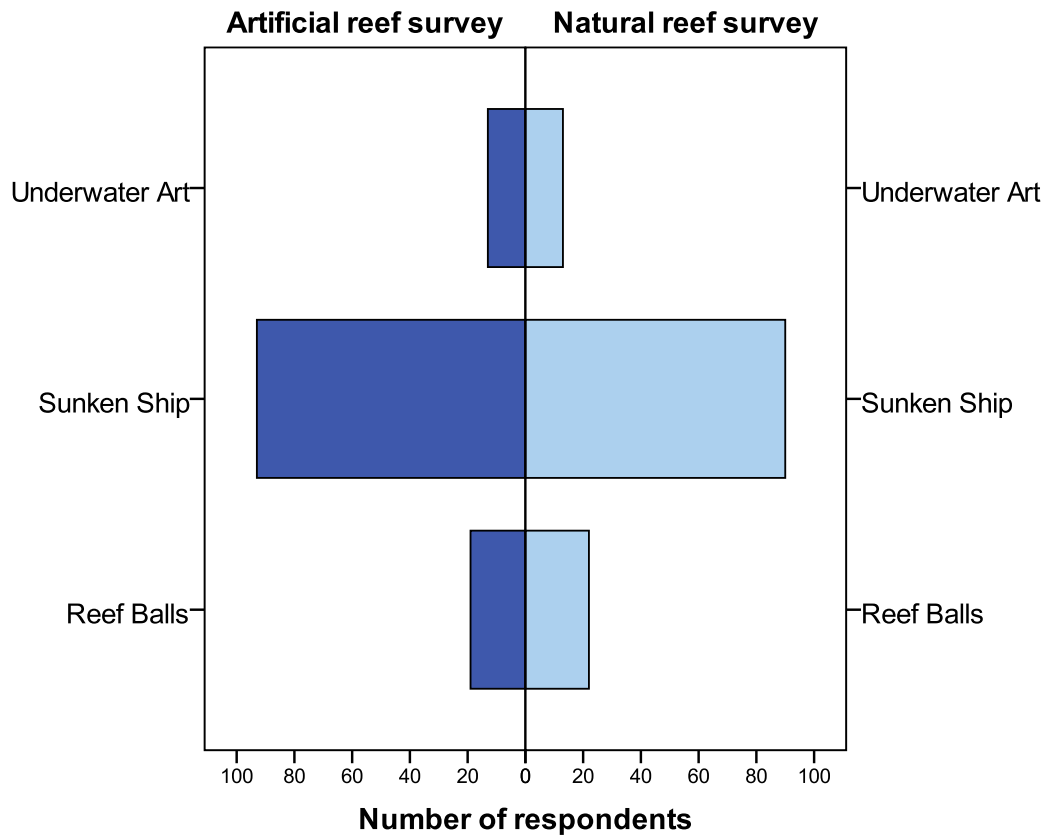 Artificial reef survey Natural reef survey
Underwater Art Underwater Art
Sunken Ship Sunken Ship
Reef Balls Reef Balls
100 80 60 40 20 0 20 40 60 80 100
Number of respondents